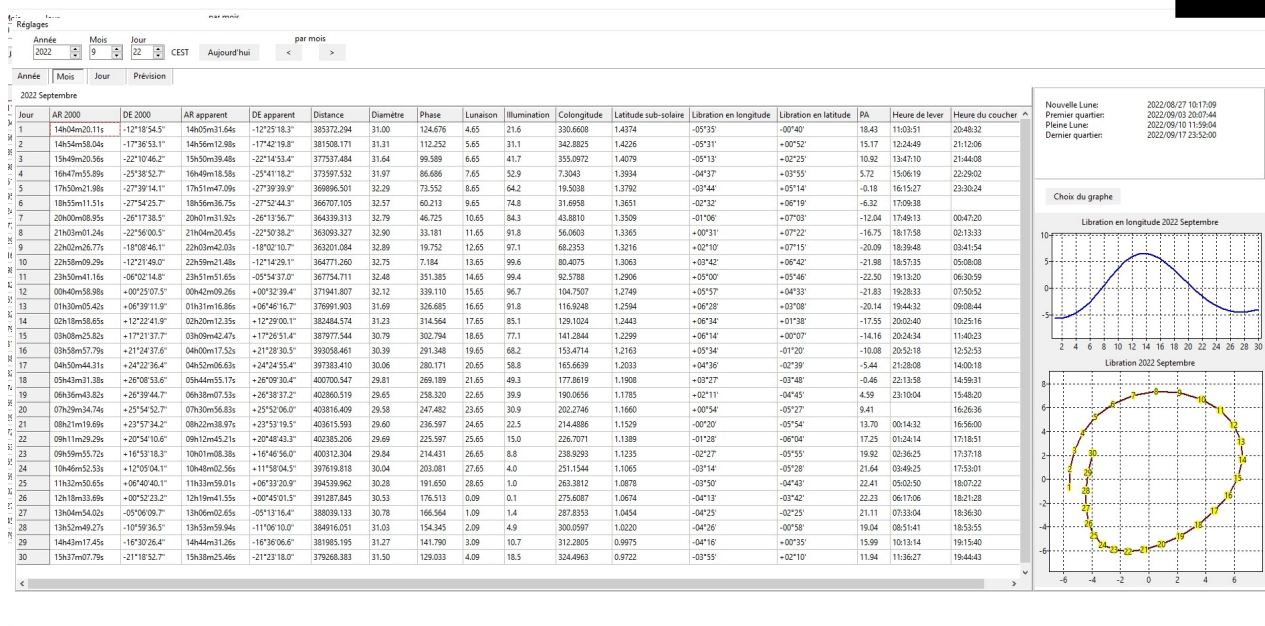 Réglages
Année Mois Jour par mois
2022 9 22 CEST Aujourd'hui < >
Année Mois Jour Prévision
2022 Septembre
Jour AR 2000 DE 2000 AR apparent DE apparent Distance Diamètre Phase Lunaison Illumination Colongitude Latitude sub-solaire Libration en longitude Libration en latitude PA Heure de lever Heure du coucher
1 14h04m20.11s -12°18'54.5" 14h05m31.64s -12°25'18.3" 385372.294 31.00 124.676 4.65 21.6 330.6608 1.4374 -05°35' -00°40' 18.43 11:03:51 20:48:32
2 14h54m58.04s -17°36'53.1" 14h56m12.98s -17°42'19.8" 381508.171 31.31 112.252 5.65 31.1 342.8825 1.4226 -05°31' +00°52' 15.17 12:24:49 21:12:06
3 15h49m20.56s -22°10'46.2" 15h50m39.48s -22°14'53.4" 377537.484 31.64 99.589 6.65 41.7 355.0972 1.4079 -05°13' +02°25' 10.92 13:47:10 21:44:08
4 16h47m55.89s -25°38'52.7" 16h49m18.58s -25°41'18.2" 373597.532 31.97 86.686 7.65 52.9 7.3043 1.3934 -04°37' +03°55' 5.72 15:06:19 22:29:02
5 17h50m21.98s -27°39'14.1" 17h51m47.09s -27°39'39.9" 369896.501 32.29 73.552 8.65 64.2 19.5038 1.3792 -03°44' +05°14' -0.18 16:15:27 23:30:24
6 18h55m11.51s -27°54'25.7" 18h56m36.75s -27°52'44.3" 366707.105 32.57 60.213 9.65 74.8 31.6958 1.3651 -02°32' +06°19' -6.32 17:09:38
7 20h00m08.95s -26°17'38.5" 20h01m31.92s -26°13'56.7" 364339.313 32.79 46.725 10.65 84.3 43.8810 1.3509 -01°06' +07°03' -12.04 17:49:13 00:47:20
8 21h03m01.24s -22°56'00.5" 21h04m20.45s -22°50'38.2" 363093.327 32.90 33.181 11.65 91.8 56.0603 1.3365 +00°31' +07°22' -16.75 18:17:58 02:13:33
9 22h02m26.77s -18°08'46.1" 22h03m42.03s -18°02'10.7" 363201.084 32.89 19.752 12.65 97.1 68.2353 1.3216 +02°10' +07°15' -20.09 18:39:48 03:41:54
10 22h58m09.29s -12°21'49.0" 22h59m21.48s -12°14'29.1" 364771.260 32.75 7.184 13.65 99.6 80.4075 1.3063 +03°42' +06°42' -21.98 18:57:35 05:08:08
11 23h50m41.16s -06°02'14.8" 23h51m51.65s -05°54'37.0" 367754.711 32.48 351.385 14.65 99.4 92.5788 1.2906 +05°00' +05°46' -22.50 19:13:20 06:30:59
12 00h40m58.98s +00°25'07.5" 00h42m09.26s +00°32'39.4" 371941.807 32.12 339.110 15.65 96.7 104.7507 1.2749 +05°57' +04°33' -21.83 19:28:33 07:50:52
13 01h30m05.42s +06°39'11.9" 01h31m16.86s +06°46'16.7" 376991.903 31.69 326.685 16.65 91.8 116.9248 1.2594 +06°28' +03°08' -20.14 19:44:32 09:08:44
14 02h18m58.65s +12°22'41.9" 02h20m12.35s +12°29'00.1" 382484.574 31.23 314.564 17.65 85.1 129.1024 1.2443 +06°34' +01°38' -17.55 20:02:40 10:25:16
15 03h08m25.82s +17°21'37.7" 03h09m42.47s +17°26'51.4" 387977.544 30.79 302.794 18.65 77.1 141.2844 1.2299 +06°14' +00°07' -14.16 20:24:34 11:40:23
16 03h58m57.79s +21°24'37.6" 04h00m17.52s +21°28'30.5" 393058.461 30.39 291.348 19.65 68.2 153.4714 1.2163 +05°34' -01°20' -10.08 20:52:18 12:52:53
17 04h50m44.31s +24°22'36.4" 04h52m06.63s +24°24'55.4" 397383.410 30.06 280.171 20.65 58.8 165.6639 1.2033 +04°36' -02°39' -5.44 21:28:08 14:00:18
18 05h43m31.38s +26°08'53.6" 05h44m55.17s +26°09'30.4" 400700.547 29.81 269.189 21.65 49.3 177.8619 1.1908 +03°27' -03°48' -0.46 22:13:58 14:59:31
19 06h36m43.82s +26°39'44.7" 06h38m07.53s +26°38'37.2" 402860.519 29.65 258.320 22.65 39.9 190.0656 1.1785 +02°11' -04°45' 4.59 23:10:04 15:48:20
20 07h29m34.74s +25°54'52.7" 07h30m56.83s +25°52'06.0" 403816.409 29.58 247.482 23.65 30.9 202.2746 1.1660 +00°54' -05°27' 9.41 16:26:36
21 08h21m19.69s +23°57'34.2" 08h22m38.97s +23°53'19.5" 403615.593 29.60 236.597 24.65 22.5 214.4886 1.1529 -00°20' -05°54' 13.70 00:14:32 16:56:00
22 09h11m29.29s +20°54'10.6" 09h12m45.21s +20°48'43.3" 402385.206 29.69 225.597 25.65 15.0 226.7071 1.1389 -01°28' -06°04' 17.25 01:24:14 17:18:51
23 09h59m55.72s +16°53'18.3" 10h01m08.38s +16°46'56.0" 400312.304 29.84 214.431 26.65 8.8 238.9293 1.1235 -02°27' -05°55' 19.92 02:36:25 17:37:18
24 10h46m52.53s +12°05'04.1" 10h48m02.56s +11°58'04.5" 397619.818 30.04 203.081 27.65 4.0 251.1544 1.1065 -03°14' -05°28' 21.64 03:49:25 17:53:01
25 11h32m50.65s +06°40'40.1" 11h33m59.01s +06°33'20.9" 394539.962 30.28 191.650 28.65 1.0 263.3812 1.0878 -03°50' -04°43' 22.41 05:02:50 18:07:22
26 12h18m33.69s +00°52'23.2" 12h19m41.55s +00°45'01.5" 391287.845 30.53 176.513 0.09 0.1 275.6087 1.0674 -04°13' -03°42' 22.23 06:17:06 18:21:28
27 13h04m54.02s -05°06'09.7" 13h06m02.65s -05°13'16.4" 388039.133 30.78 166.564 1.09 1.4 287.8353 1.0454 -04°25' -02°25' 21.11 07:33:04 18:36:30
28 13h52m49.27s -10°59'36.5" 13h53m59.94s -11°06'10.0" 384916.051 31.03 154.345 2.09 4.9 300.0597 1.0220 -04°26' -00°58' 19.04 08:51:41 18:53:55
29 14h43m17.45s -16°30'26.4" 14h44m31.26s -16°36'06.6" 381985.195 31.27 141.790 3.09 10.7 312.2805 0.9975 -04°16' +00°35' 15.99 10:13:14 19:15:40
30 15h37m07.79s -21°18'52.7" 15h38m25.46s -21°23'18.0" 379268.383 31.50 129.033 4.09 18.5 324.4963 0.9722 -03°55' +02°10' 11.94 11:36:27 19:44:43
Nouvelle Lune: 2022/08/27 10:17:09
Premier quartier: 2022/09/03 20:07:44
Pleine Lune: 2022/09/10 11:59:04
Dernier quartier: 2022/09/17 23:52:00
Choix du graphe
Libration en longitude 2022 Septembre
10
5
0
-5
2 4 6 8 10 12 14 16 18 20 22 24 26 28 30
Libration 2022 Septembre
8
6
4
2
0
-2
-4
-6
-6 -4 -2 0 2 4 6
1
2
3
4
5
6
7
8
9
10
11
12
13
14
15
16
17
18
19
20
21
22
23
24
25
26
27
28
29
30